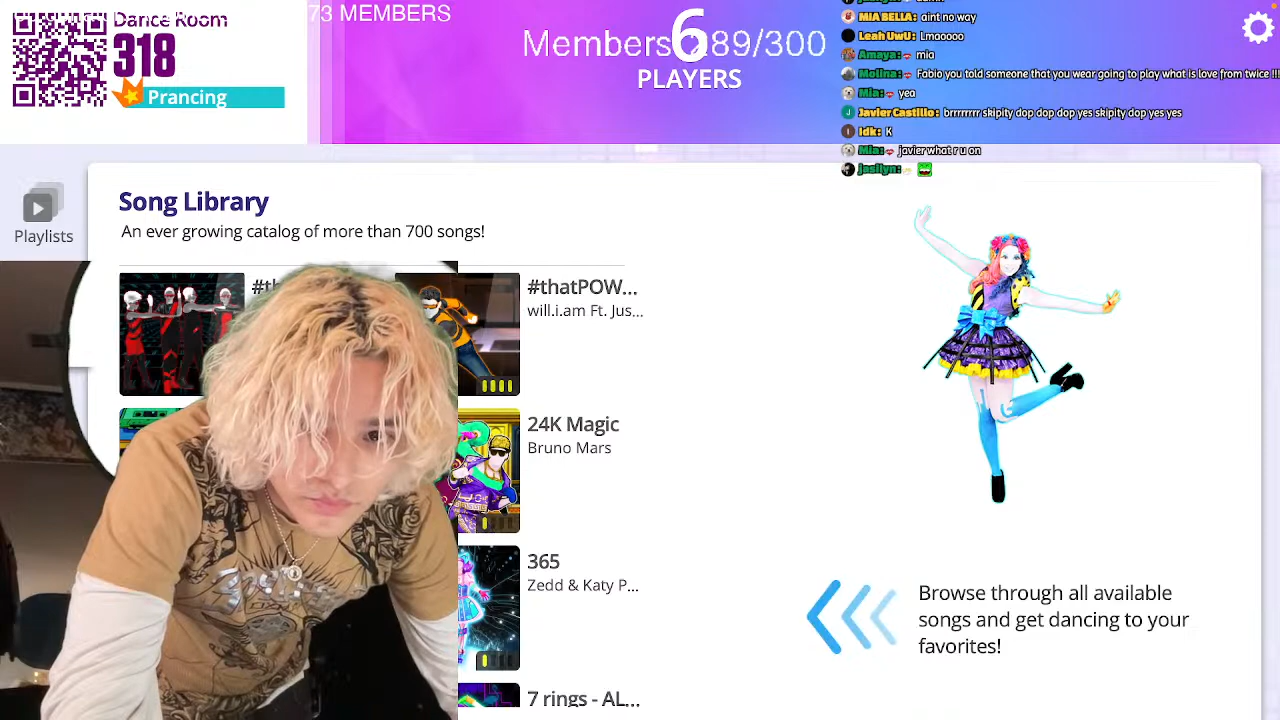 Dance Room
318
Prancing
73 MEMBERS
Members 289/300
6
PLAYERS
MIA BELLA: aint no way
Leah UwU: Lmaoooo
Amaya: mia
Molina: Fabio you told someone that you wear going to play what is love from twice !!!
Mia: yea
Javier Castillo: brrrrrrrr skipity dop dop dop yes skipity dop yes yes
J
Idk: K
I
Mia: javier what r u on
jasilyn:
Playlists
Song Library
An ever growing catalog of more than 700 songs!
#th
#thatPOW...
will.i.am Ft. Jus...
24K Magic
Bruno Mars
365
Zedd & Katy P...
7 rings - AL...
Browse through all available
songs and get dancing to your
favorites!